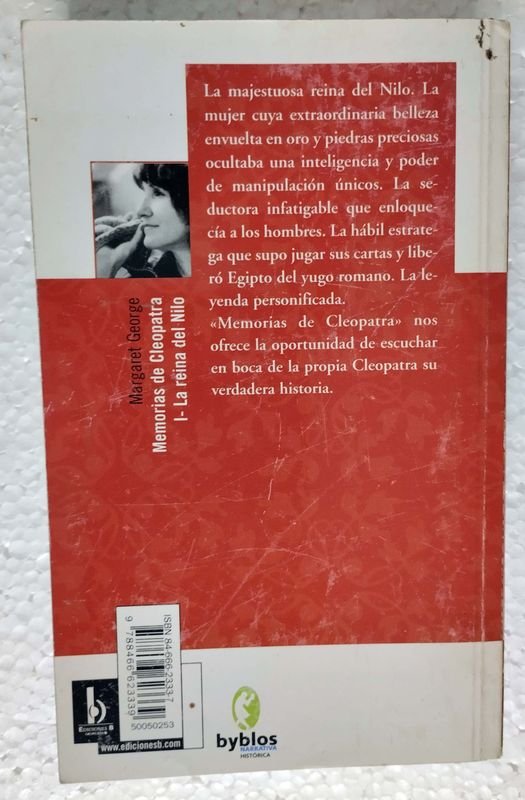 La majestuosa reina del Nilo. La
mujer cuya extraordinaria belleza
envuelta en oro y piedras preciosas
ocultaba una inteligencia y poder
de manipulación únicos. La se-
ductora infatigable que enloque-
cía a los hombres. La hábil estrate-
ga que supo jugar sus cartas y libe-
ró Egipto del yugo romano. La le-
yenda personificada.
«Memorias de Cleopatra» nos
ofrece la oportunidad de escuchar
en boca de la propia Cleopatra su
verdadera historia.
Margaret George
Memorias de Cleopatra
I- La reina del Nilo
ISBN 84-666-2333-7
9 788466 623339
50050253
b
EDICIONES B
www.edicionesb.com
byblos
NARRATIVA
HISTÓRICA